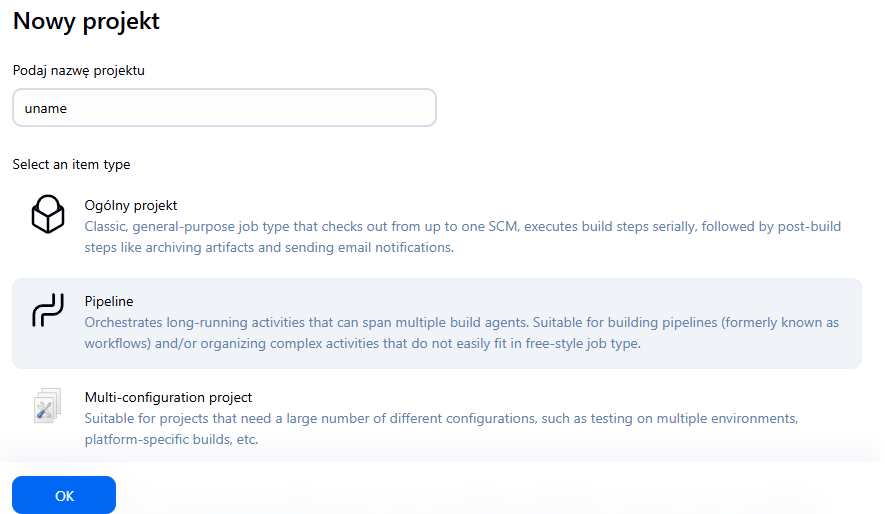 Nowy projekt
Podaj nazwę projektu
uname
Select an item type
Ogólny projekt
Classic, general-purpose job type that checks out from up to one SCM, executes build steps serially, followed by post-build
steps like archiving artifacts and sending email notifications.
Pipeline
Orchestrates long-running activities that can span multiple build agents. Suitable for building pipelines (formerly known as
workflows) and/or organizing complex activities that do not easily fit in free-style job type.
Multi-configuration project
Suitable for projects that need a large number of different configurations, such as testing on multiple environments,
platform-specific builds, etc.
OK